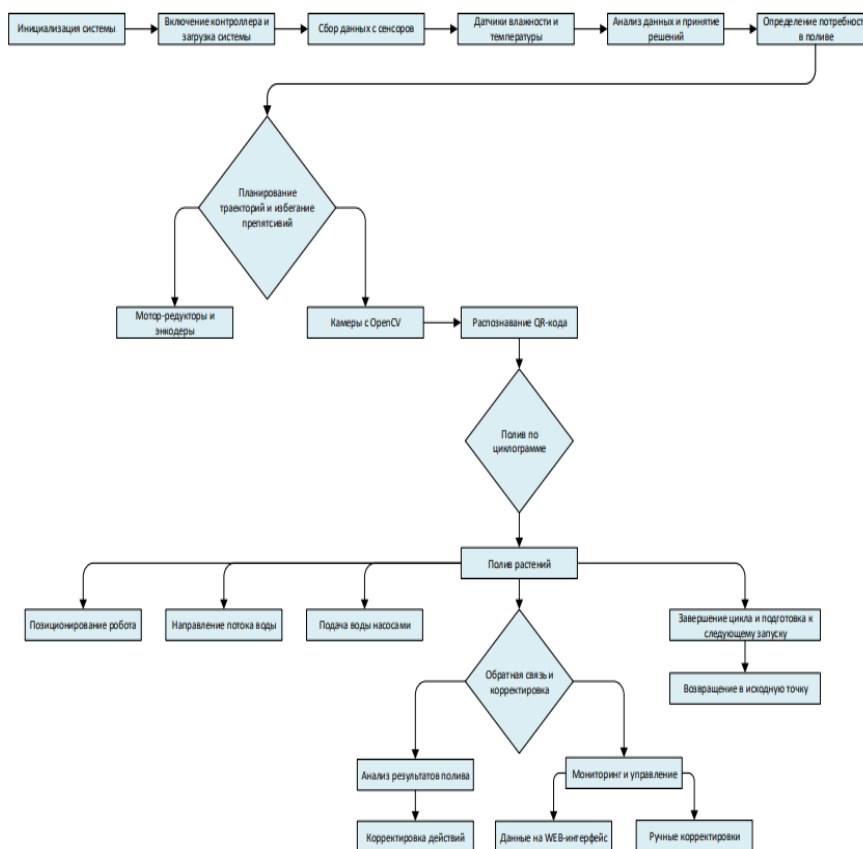 Инициализация системы
Включение контроллера и
загрузка системы
Сбор данных с сенсоров
Датчики влажности и
температуры
Анализ данных и принятие
решений
Определение потребнос
в поливе
Планирование
траекторий и избегание
препятсивий
Мотор-редукторы и
энкодеры
Камеры с OpenCV
Распознавание QR-кода
Полив по
циклограмме
Полив растений
Позиционирование робота
Направление потока воды
Подача воды насосами
Завершение цикла и подготовка к
следующему запуску
Обратная связь и
корректировка
Возвращение в исходную точку
Анализ результатов полива
Мониторинг и управление
Корректировка действий
Данные на WEB-интерфейс
Ручные корректировки